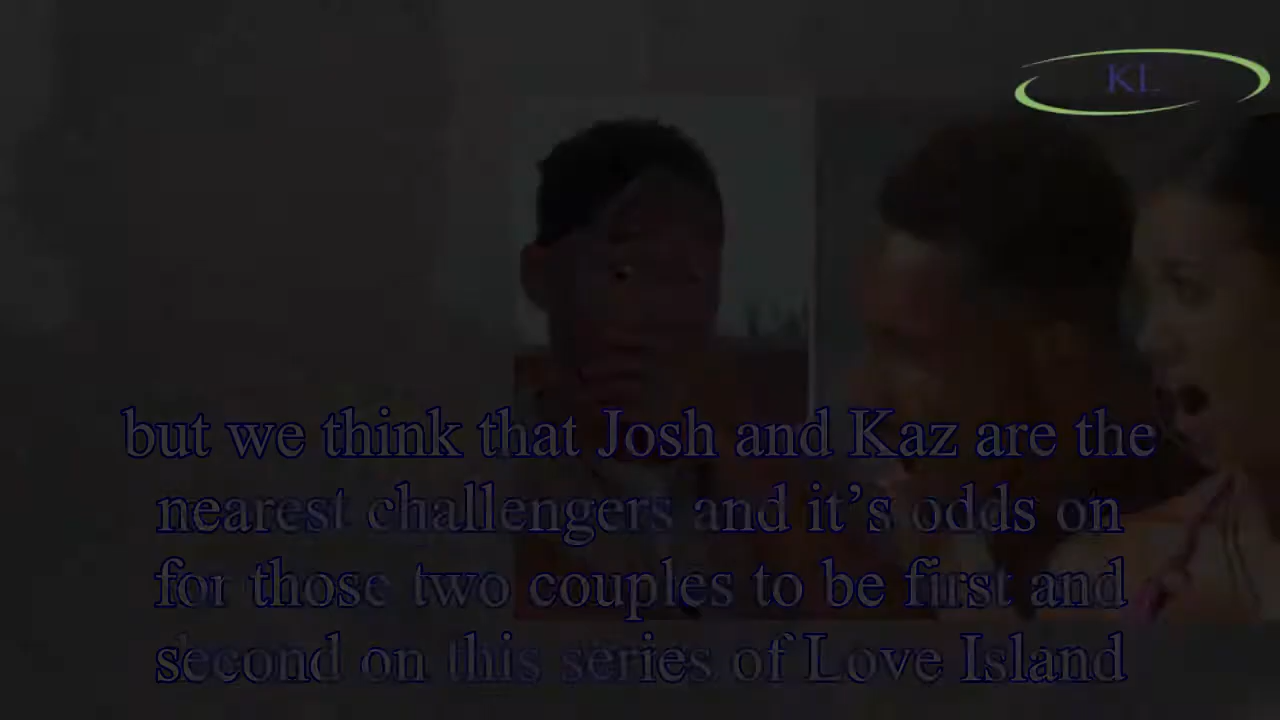 KL
but we think that Josh and Kaz are the
nearest challengers and it’s odds on
for those two couples to be first and
second on this series of Love Island